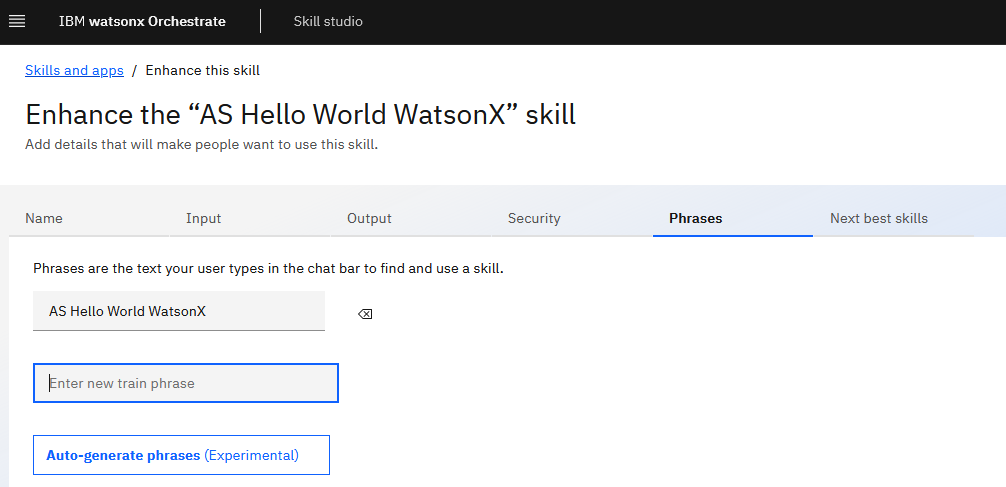 IBM watsonx Orchestrate Skill studio
Skills and apps / Enhance this skill
Enhance the “AS Hello World WatsonX” skill
Add details that will make people want to use this skill.
Name Input Output Security Phrases Next best skills
Phrases are the text your user types in the chat bar to find and use a skill.
AS Hello World WatsonX
Enter new train phrase
Auto-generate phrases (Experimental)